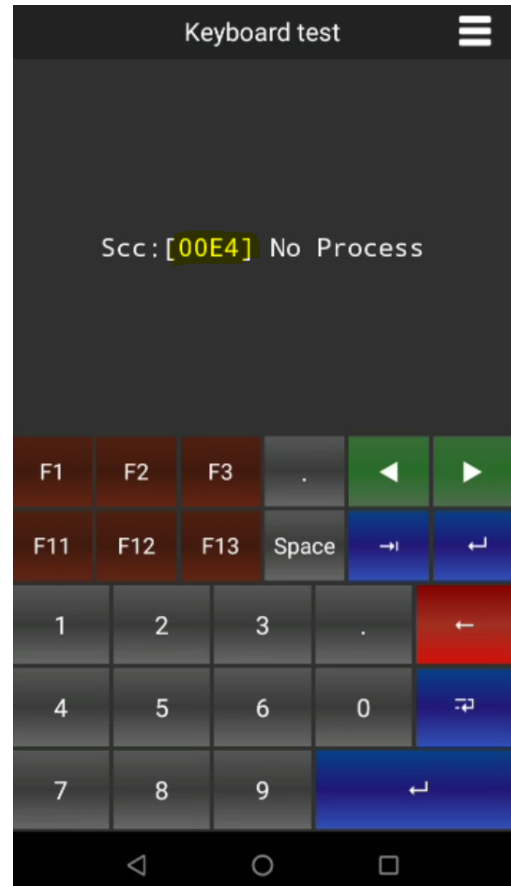 Keyboard test
Scc:[00E4] No Process
F1 F2 F3 .
F11 F12 F13 Space
1 2 3 .
4 5 6 0
7 8 9